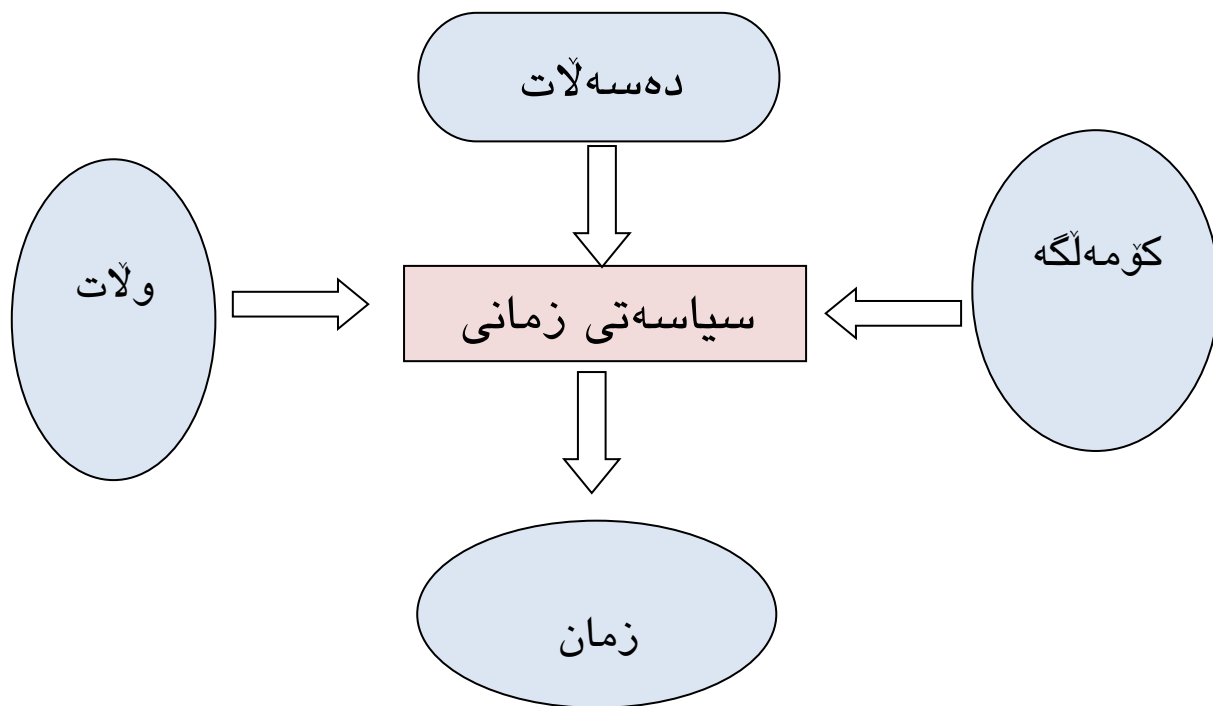 دەسەڵات
کۆمەڵگە
وڵات
سیاسەتی زمانی
زمان